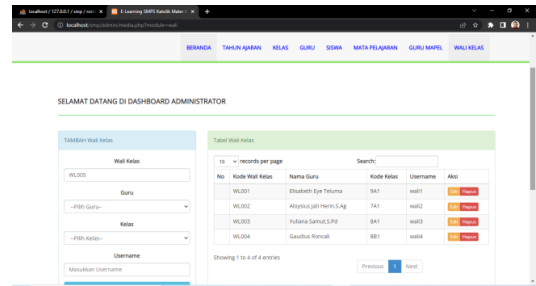 localhost / 127.0.0.1 / smp /
E-Learning SMPS Katolik Mater
localhost/smp/admin/media.php?module=wali
BERANDA TAHUN AJARAN KELAS GURU SISWA MATA PELAJARAN GURU MAPEL WALI KELAS
SELAMAT DATANG DI DASHBOARD ADMINISTRATOR
TAMBAH Wali Kelas
Wali Kelas
WL005
Guru
--Pilih Guru--
Kelas
--Pilih Kelas--
Username
Masukkan Username
Tabel Wali Kelas
10 records per page Search:
No Kode Wali Kelas Nama Guru Kode Kelas Username Aksi
WL001 Elisabeth Eye Teluma 9A1 wali1 Edit Hapus
WL002 Aloysius Jati Herin,S.Ag 7A1 wali2 Edit Hapus
WL003 Yuliana Samut,S.Pd 8A1 wali3 Edit Hapus
WL004 Gaudius Roncali 8B1 wali4 Edit Hapus
Showing 1 to 4 of 4 entries
Previous 1 Next